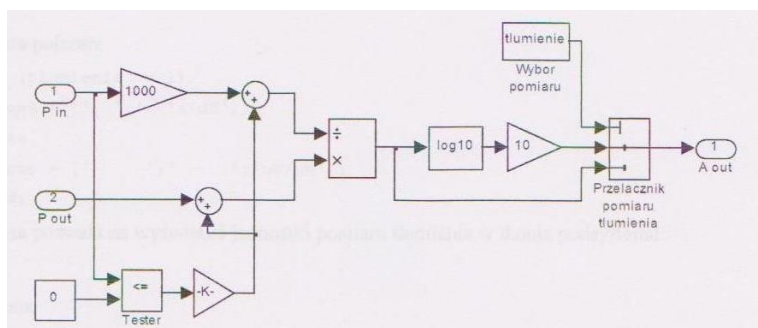 tlumienie
Wybor
pomiaru
1
P in
1000
+
+
÷
×
log10
10
1
A out
Przelacznik
pomiaru
tlumienia
2
P out
+
+
0
<=
Tester
-K-